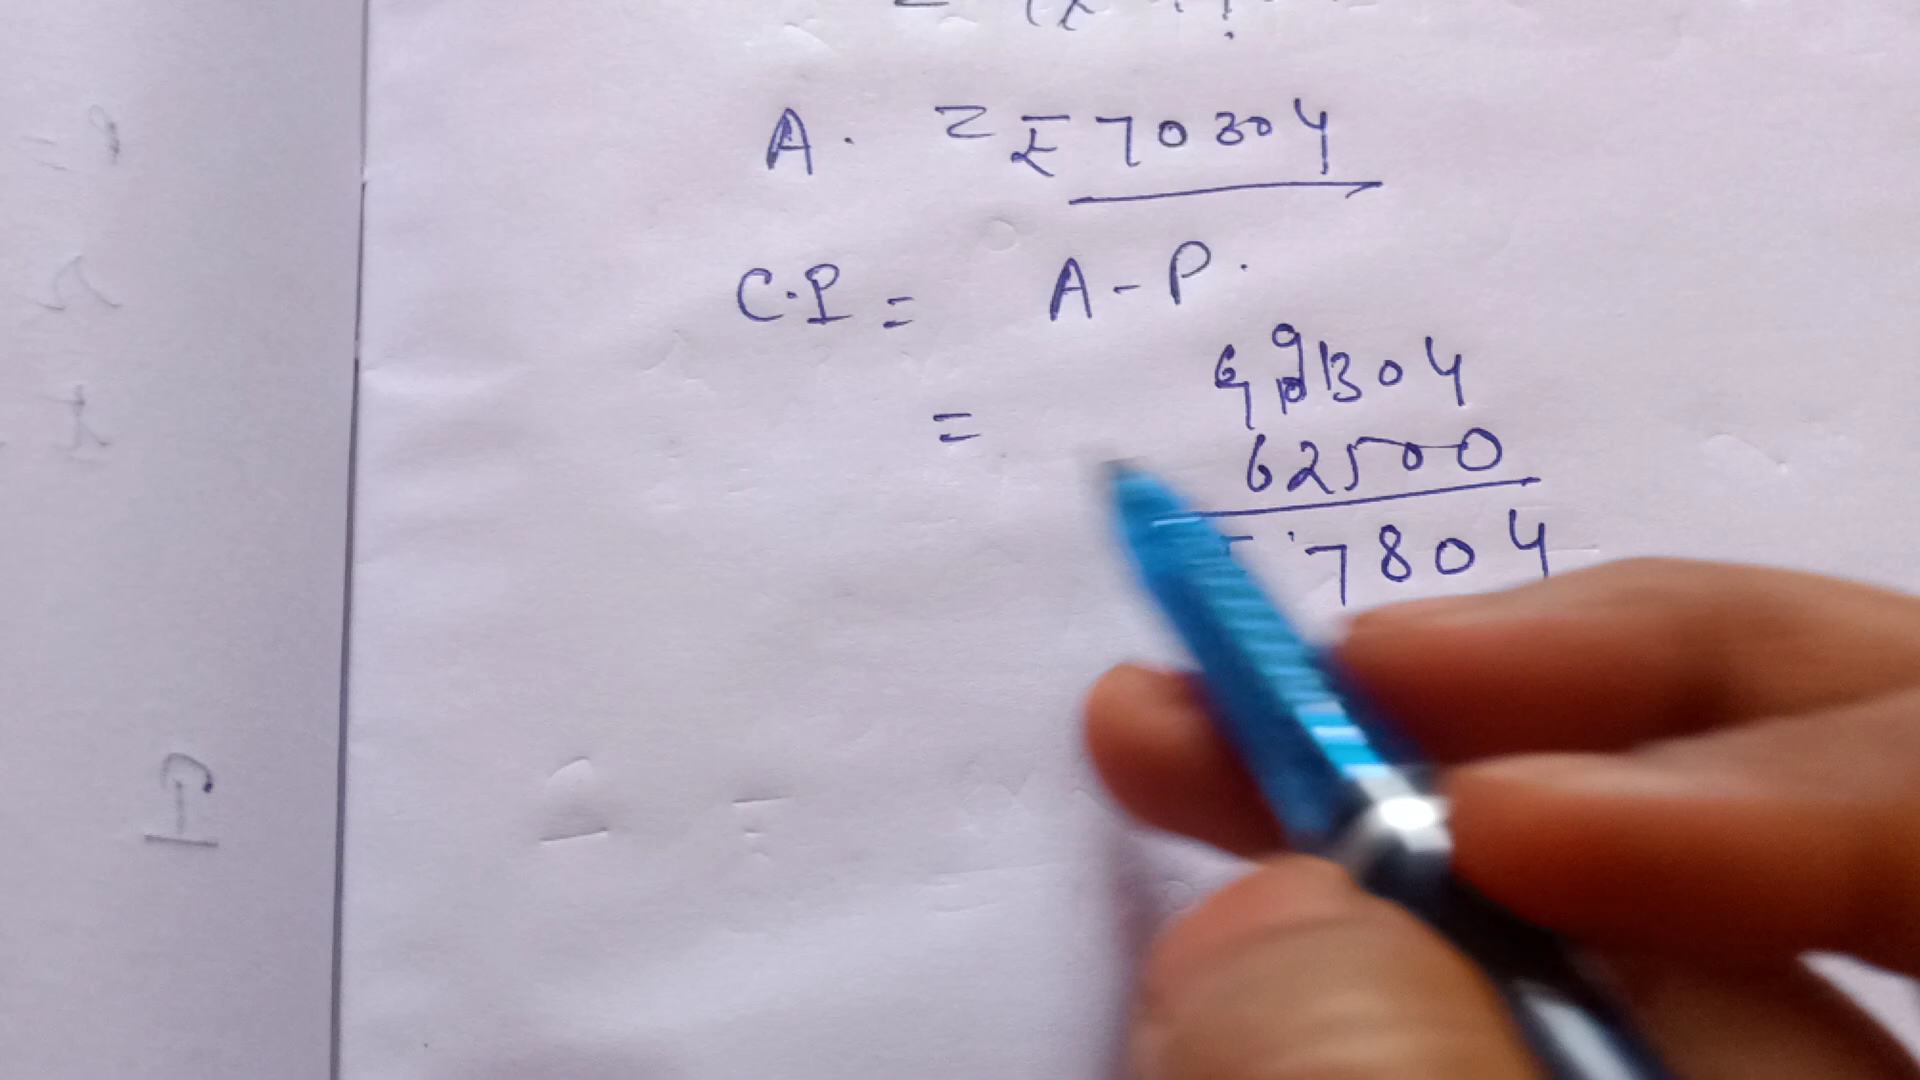 A. = ₹ 70304
C.I = A - P.
= 70304
62500
7804